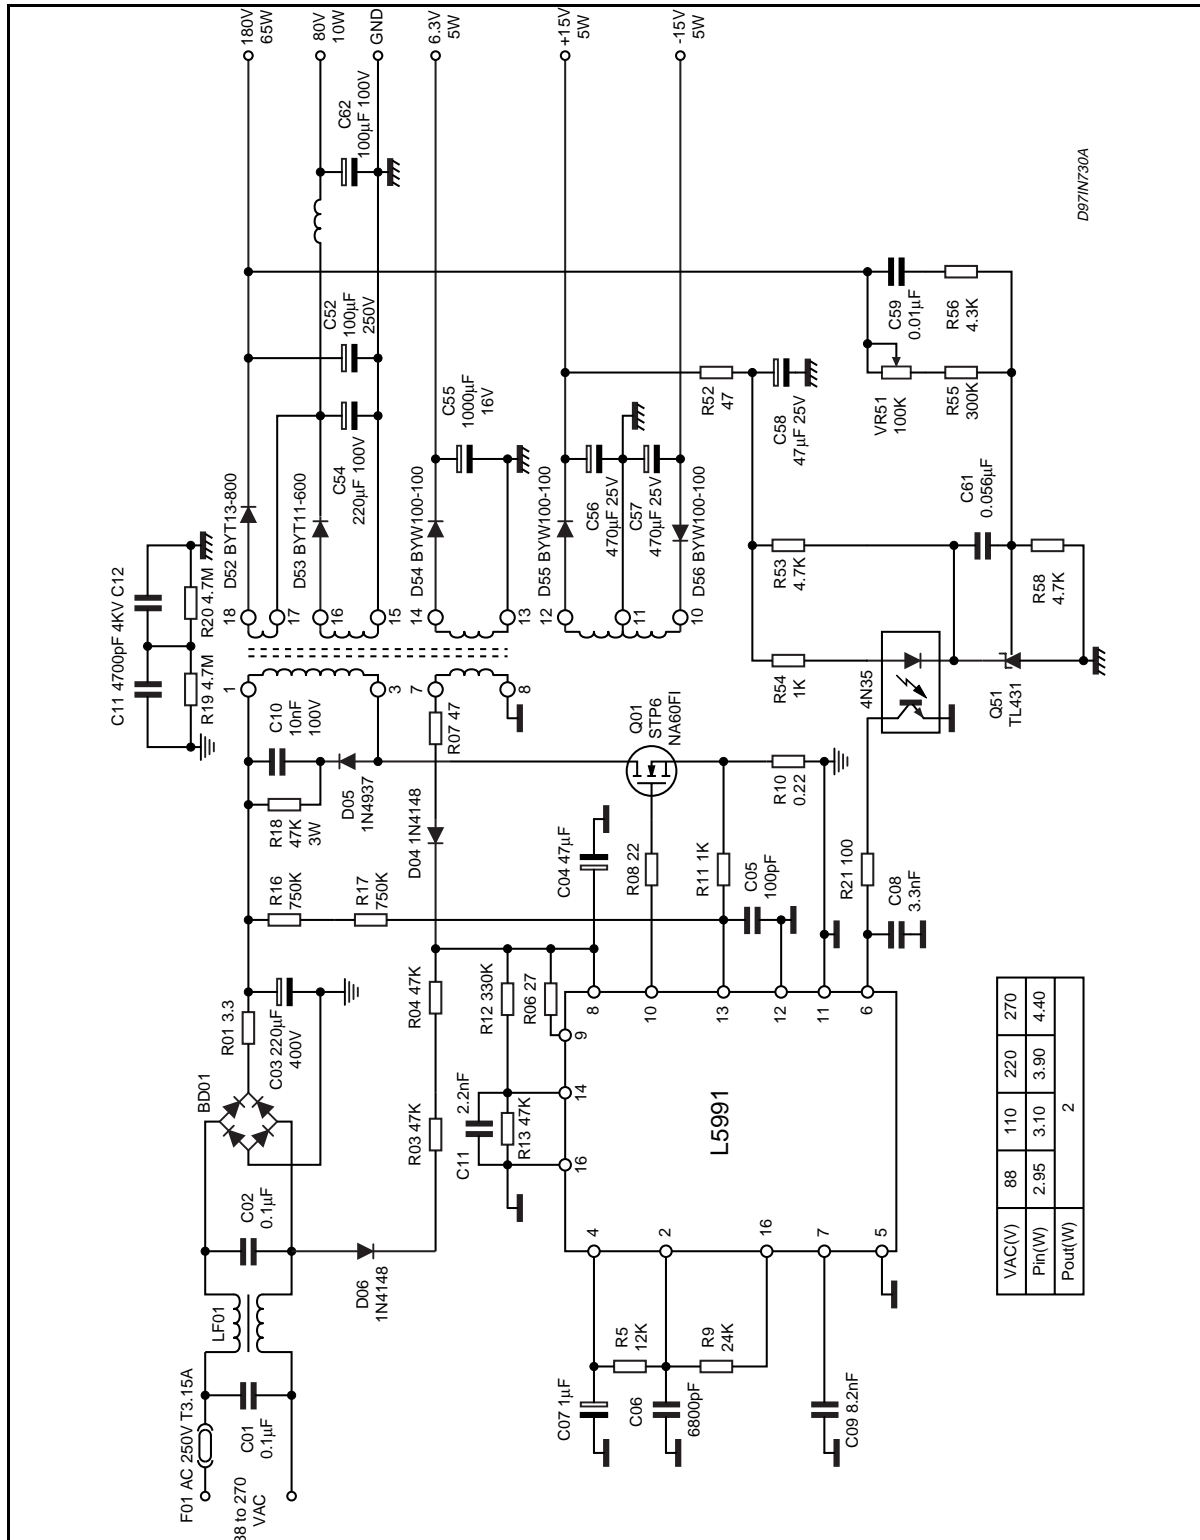 F01 AC 250V T3.15A
88 to 270
VAC
C01
0.1µF
LF01
C02
0.1µF
BD01
R01 3.3
C03 220µF
400V
D06
1N4148
R03 47K
R04 47K
R16
750K
R17
750K
R18
47K
3W
C10
10nF
100V
D05
1N4937
D04 1N4148
R07 47
C11 4700pF 4KV C12
R19 4.7M
R20 4.7M
1
3
7
8
18
17
16
15
14
13
12
11
10
D52 BYT13-800
D53 BYT11-600
C54
220µF 100V
C52
100µF
250V
C62
100µF 100V
D54 BYW100-100
C55
1000µF
16V
D55 BYW100-100
C56
470µF 25V
C57
470µF 25V
D56 BYW100-100
180V
65W
80V
10W
GND
6.3V
5W
+15V
5W
-15V
5W
R12 330K
R06 27
C11
2.2nF
R13 47K
C04 47µF
R08 22
Q01
STP6
NA60FI
R11 1K
R10
0.22
C05
100pF
R21 100
C08
3.3nF
L5991
4
2
16
7
5
16
14
9
8
10
13
12
11
6
C07 1µF
R5
12K
C06
6800pF
R9
24K
C09 8.2nF
R52
47
C58
47µF 25V
R53
4.7K
R54
1K
4N35
Q51
TL431
C61
0.056µF
R58
4.7K
VR51
100K
R55
300K
C59
0.01µF
R56
4.3K
VAC(V) 88 110 220 270
Pin(W) 2.95 3.10 3.90 4.40
Pout(W) 2
D97IN730A